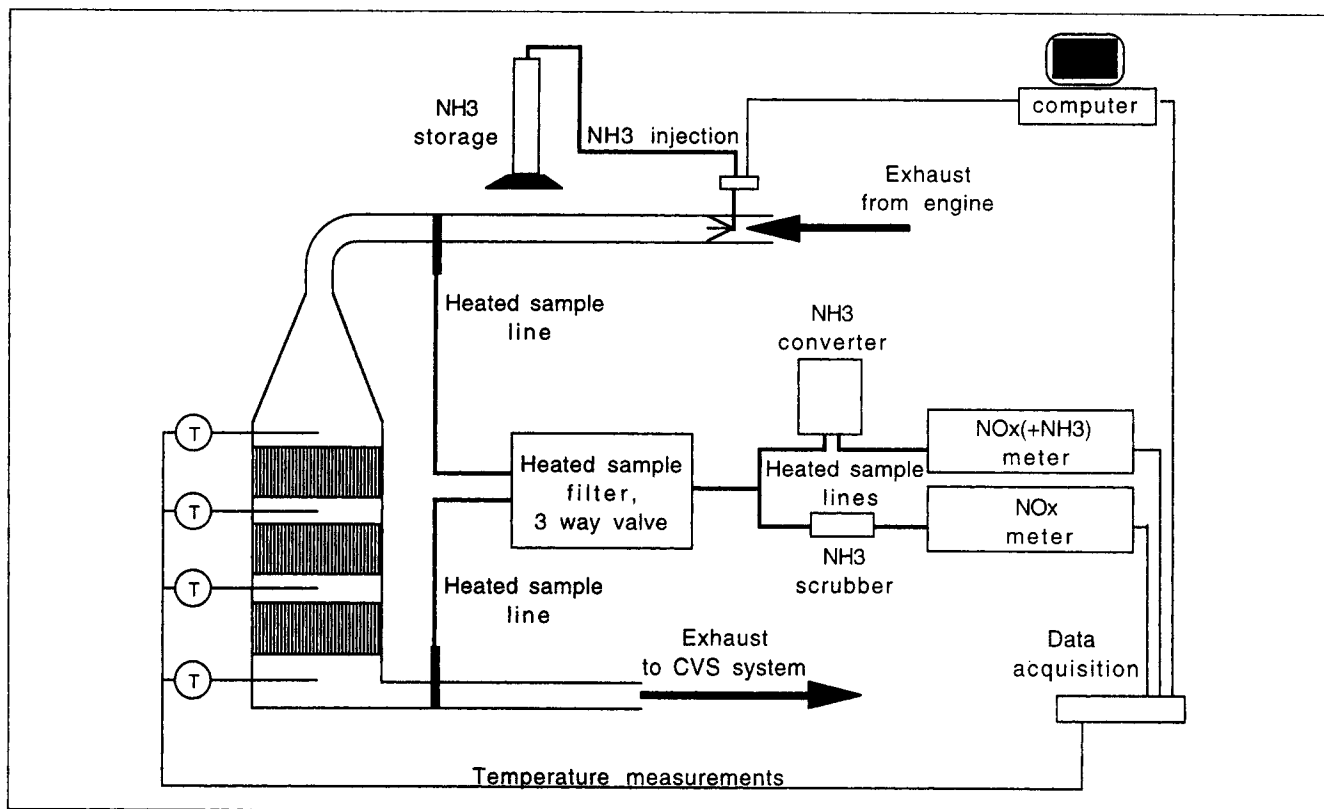 NH3
storage
NH3 injection
computer
Exhaust
from engine
Heated sample
line
NH3
converter
T
Heated sample
filter,
3 way valve
Heated sample
lines
NOx(+NH3)
meter
T
NOx
meter
NH3
scrubber
T
Heated sample
line
Exhaust
to CVS system
Data
acquisition
T
Temperature measurements